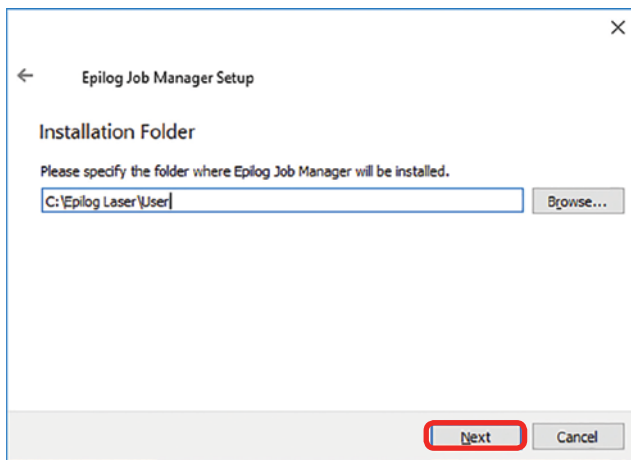 Epilog Job Manager Setup
Installation Folder
Please specify the folder where Epilog Job Manager will be installed.
C:\Epilog Laser\User
Browse...
Next
Cancel